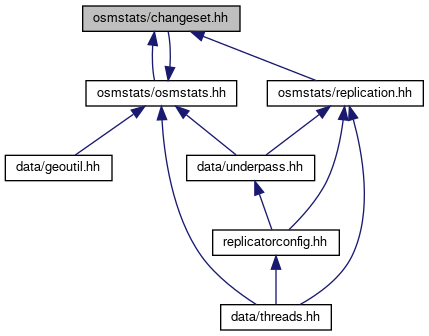 osmstats/changeset.hh
osmstats/osmstats.hh
osmstats/replication.hh
data/geoutil.hh
data/underpass.hh
replicatorconfig.hh
data/threads.hh